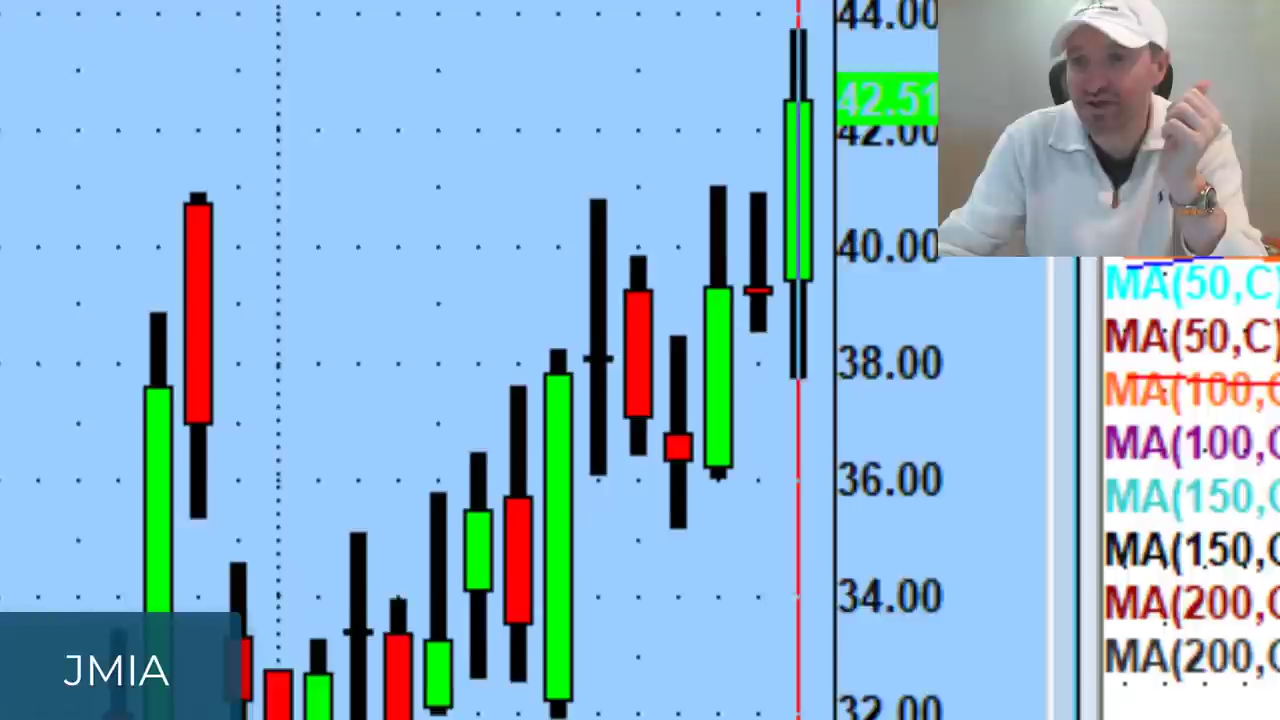 44.00
42.51
42.00
40.00
38.00
36.00
34.00
32.00
MA(50,C)
MA(50,C)
MA(100,C
MA(100,C
MA(150,C
MA(150,C
MA(200,C
MA(200,C
JMIA